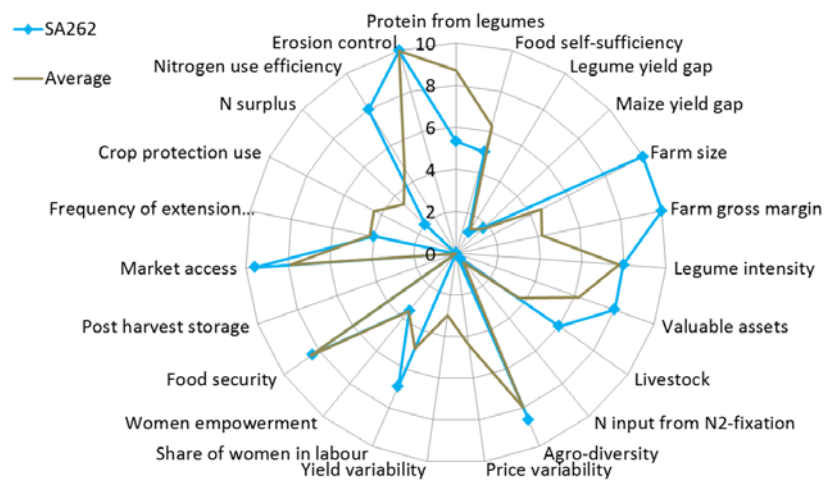 SA262
Average
Protein from legumes
Erosion control
10
Food self-sufficiency
Nitrogen use efficiency
Legume yield gap
8
N surplus
Maize yield gap
6
Crop protection use
Farm size
4
Frequency of extension...
2
Farm gross margin
Market access
0
Legume intensity
Post harvest storage
Valuable assets
Food security
Livestock
Women empowerment
N input from N2-fixation
Share of women in labour
Agro-diversity
Yield variability
Price variability